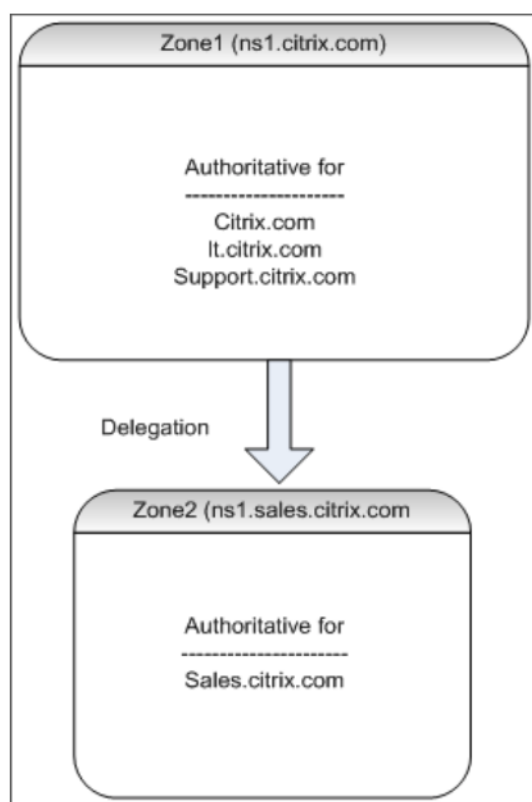 Zone1 (ns1.citrix.com)
Authoritative for
---------------------
Citrix.com
It.citrix.com
Support.citrix.com
Delegation
Zone2 (ns1.sales.citrix.com
Authoritative for
----------------------
Sales.citrix.com